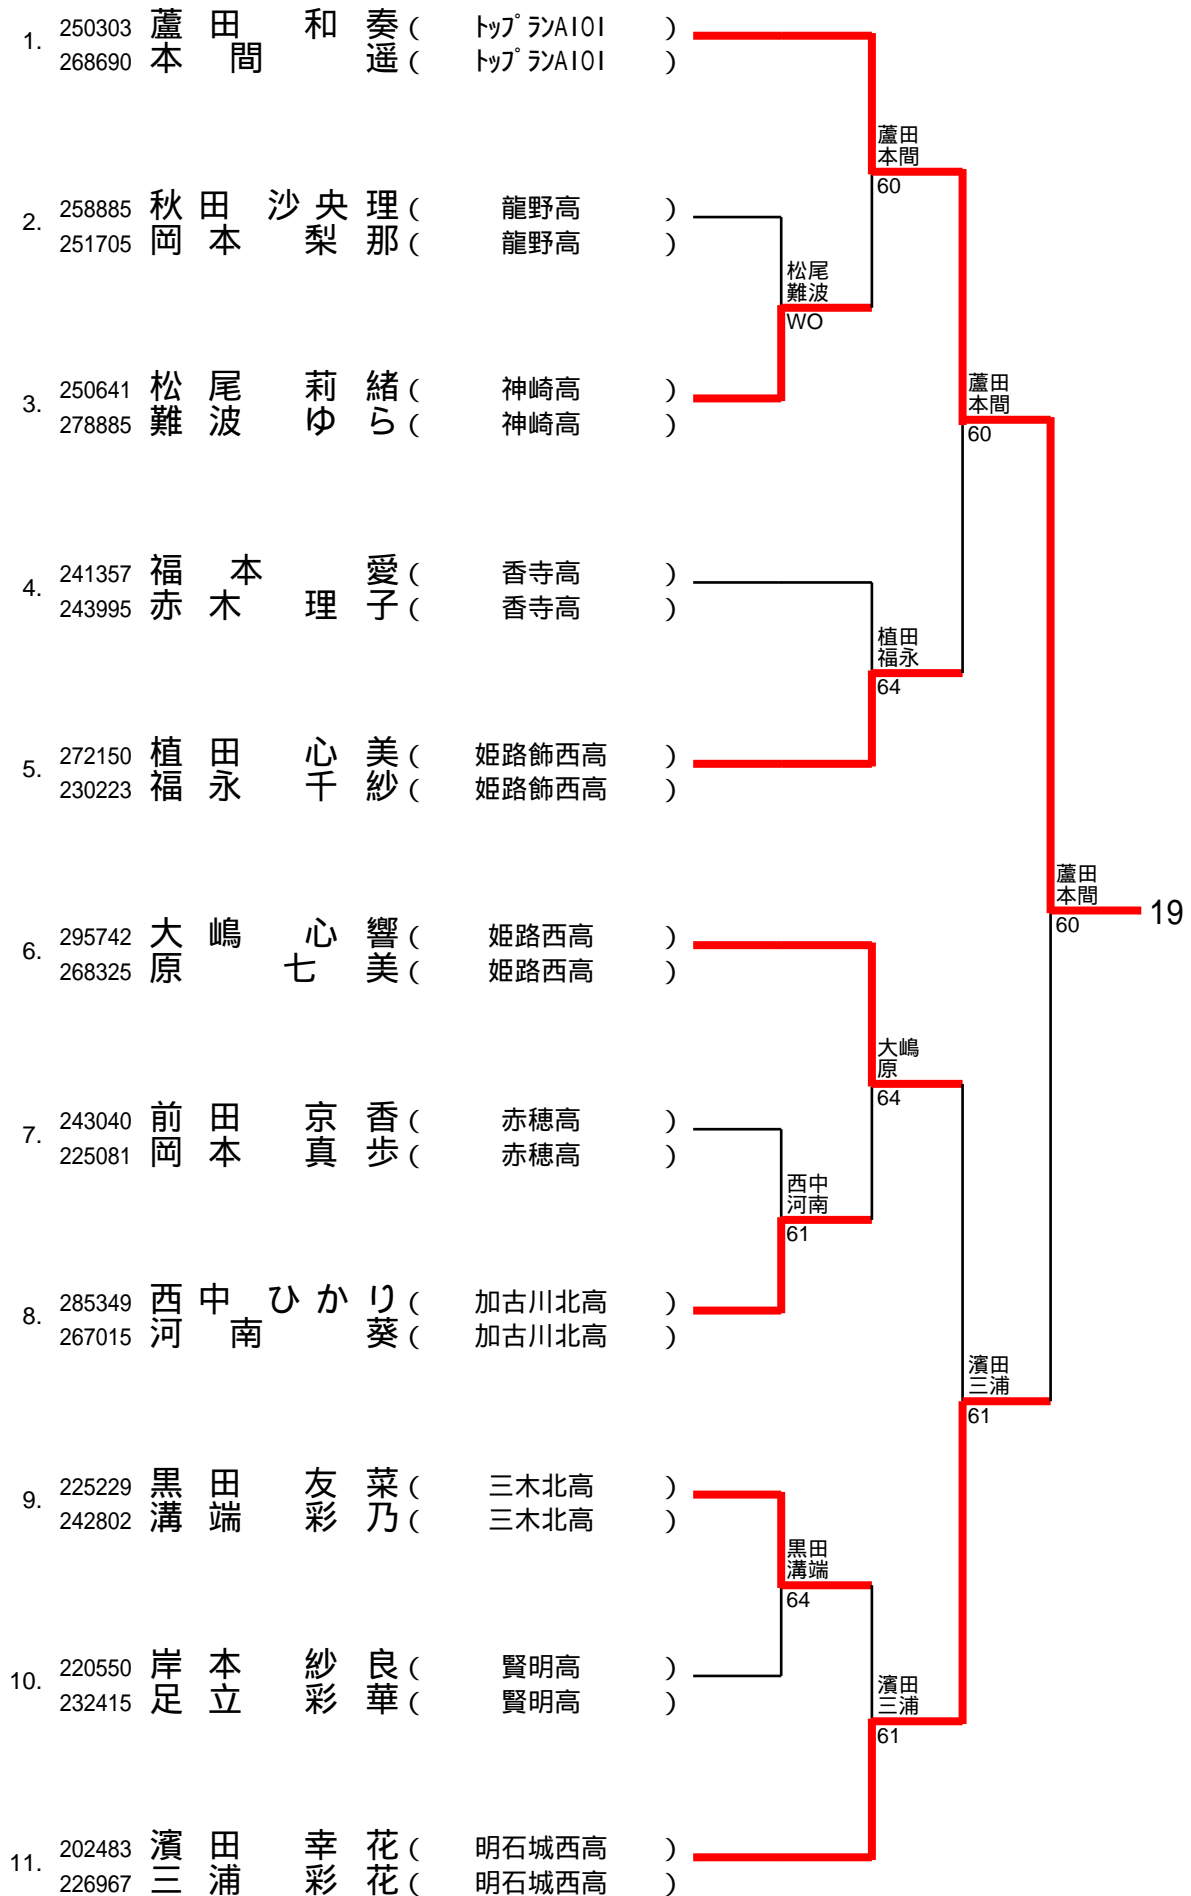 1. 250303 蘆田 和奏 ( トップランAIOI )
268690 本間 遥 ( トップランAIOI )
蘆田
本間
60
2. 258885 秋田 沙央理 ( 龍野高 )
251705 岡本 梨那 ( 龍野高 )
松尾
難波
WO
3. 250641 松尾 莉緒 ( 神崎高 )
278885 難波 ゆら ( 神崎高 )
蘆田
本間
60
4. 241357 福本 愛 ( 香寺高 )
243995 赤木 理子 ( 香寺高 )
植田
福永
64
5. 272150 植田 心美 ( 姫路飾西高 )
230223 福永 千紗 ( 姫路飾西高 )
蘆田
本間
60
19
6. 295742 大嶋 心響 ( 姫路西高 )
268325 原 七美 ( 姫路西高 )
大嶋
原
64
7. 243040 前田 京香 ( 赤穂高 )
225081 岡本 真歩 ( 赤穂高 )
西中
河南
61
8. 285349 西中 ひかり ( 加古川北高 )
267015 河南 葵 ( 加古川北高 )
濱田
三浦
61
9. 225229 黒田 友菜 ( 三木北高 )
242802 溝端 彩乃 ( 三木北高 )
黒田
溝端
64
10. 220550 岸本 紗良 ( 賢明高 )
232415 足立 彩華 ( 賢明高 )
濱田
三浦
61
11. 202483 濱田 幸花 ( 明石城西高 )
226967 三浦 彩花 ( 明石城西高 )